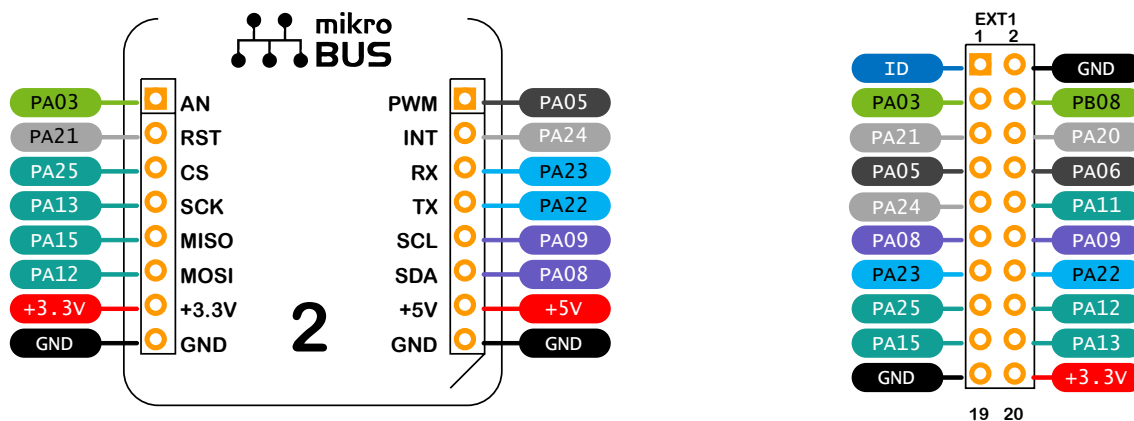 mikro
BUS
EXT1
1 2
ID GND
PA03 AN PWM PA05
PA03 PB08
PA21 RST INT PA24
PA21 PA20
PA25 CS RX PA23
PA05 PA06
PA13 SCK TX PA22
PA24 PA11
PA15 MISO SCL PA09
PA08 PA09
PA12 MOSI SDA PA08
PA23 PA22
+3.3V +3.3V +5V +5V
PA25 PA12
GND GND 2 GND GND
PA15 PA13
GND +3.3V
19 20